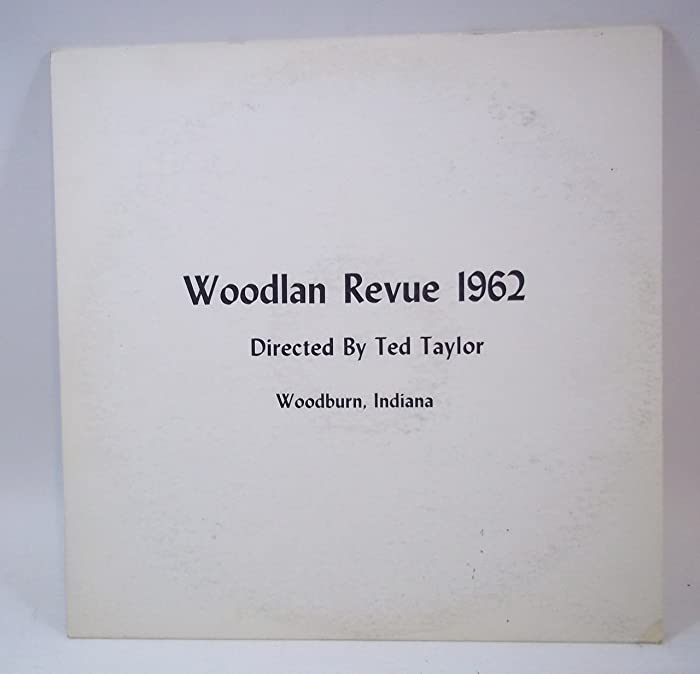 Woodlan Revue 1962
Directed By Ted Taylor
Woodburn, Indiana